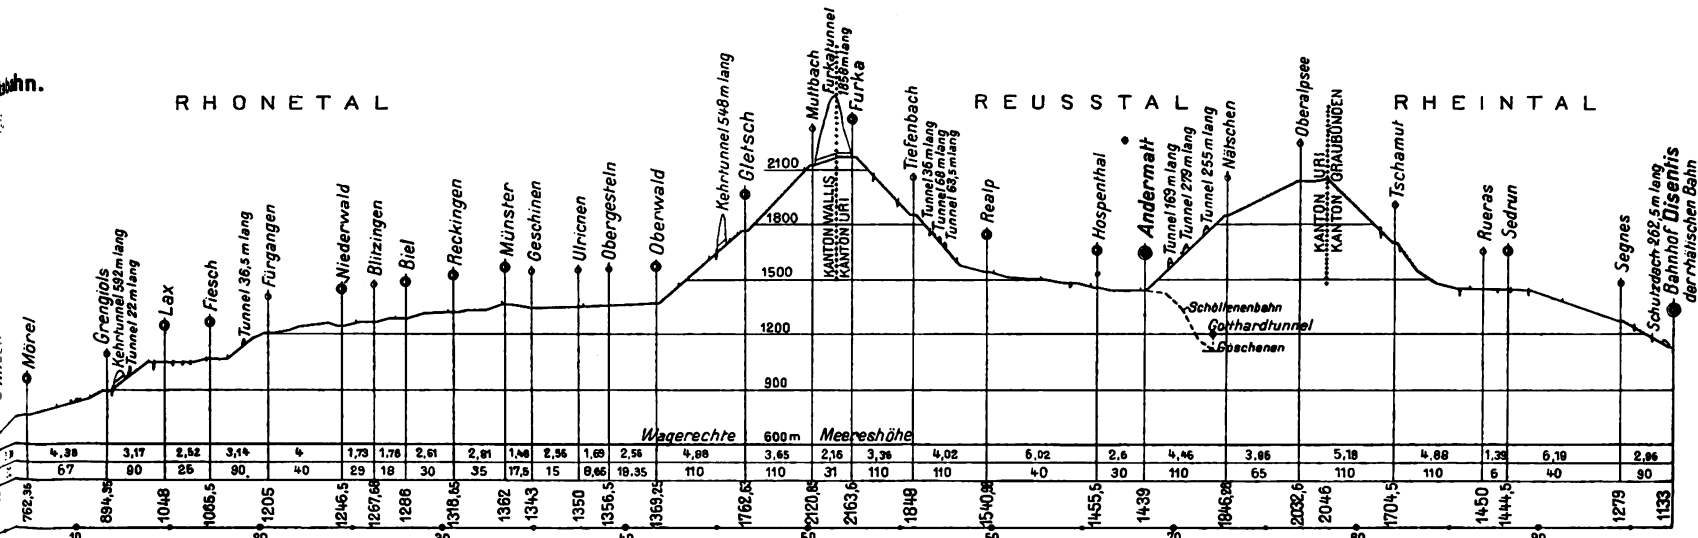 hn.
RHONETAL
REUSSTAL
RHEINTAL
Mörel
Grengiols
Kehrtunnel 592 m lang
Tunnel 22 m lang
Lax
Fiesch
Tunnel 36,5 m lang
Fürgangen
Niederwald
Blitzingen
Biel
Reckingen
Münster
Geschinen
Ulrichen
Obergesteln
Oberwald
Kehrtunnel 548 m lang
Gletsch
Muttbach
Furkatunnel
1858 m lang
Furka
KANTON WALLIS
KANTON URI
Tiefenbach
Tunnel 36 m lang
Tunnel 68 m lang
Tunnel 63,5 m lang
Realp
Hospenthal
Andermatt
Tunnel 169 m lang
Tunnel 279 m lang
Tunnel 255 m lang
Nätschen
Oberalpsee
KANTON URI
KANTON GRAUBÜNDEN
Tschamut
Rueras
Sedrun
Segnes
Schutzdach 262,5 m lang
Bahnhof Disentis
der rhätischen Bahn
Schöllenenbahn
Gotthardtunnel
Göschenen
2100
1800
1500
1200
900
Wagerechte 600 m Meereshöhe
4,38 3,17 2,52 3,14 4 1,73 1,76 2,61 2,81 1,46 2,56 1,69 2,56 4,88 3,65 2,16 3,36 4,02 6,02 2,6 4,46 3,86 5,18 4,88 1,39 6,19 2,86
67 90 25 90 40 29 18 30 35 17,5 15 8,66 19,35 110 110 31 110 110 40 30 110 65 110 110 6 40 90
762,35 894,35 1048 1066,5 1205 1246,5 1267,68 1286 1318,65 1362 1343 1350 1356,5 1369,25 1762,63 2120,85 2163,6 1848 1540,98 1455,5 1439 1846,28 2032,6 2046 1704,5 1450 1444,5 1279 1133